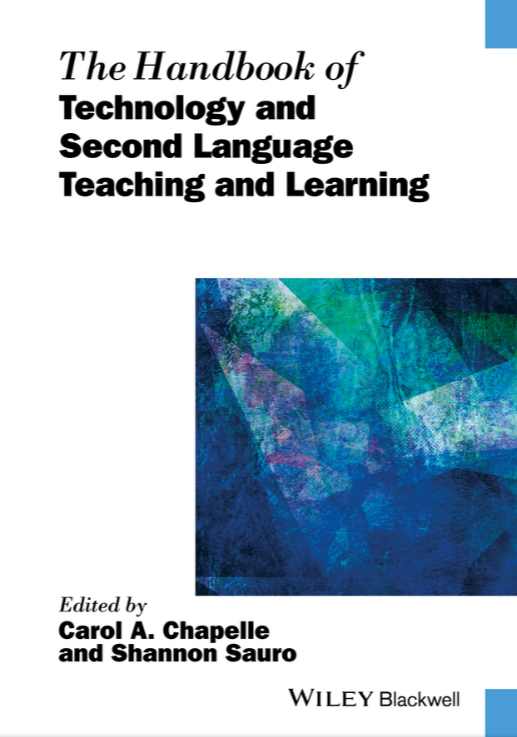 The Handbook of
Technology and
Second Language
Teaching and Learning
Edited by
Carol A. Chapelle
and Shannon Sauro
WILEY Blackwell